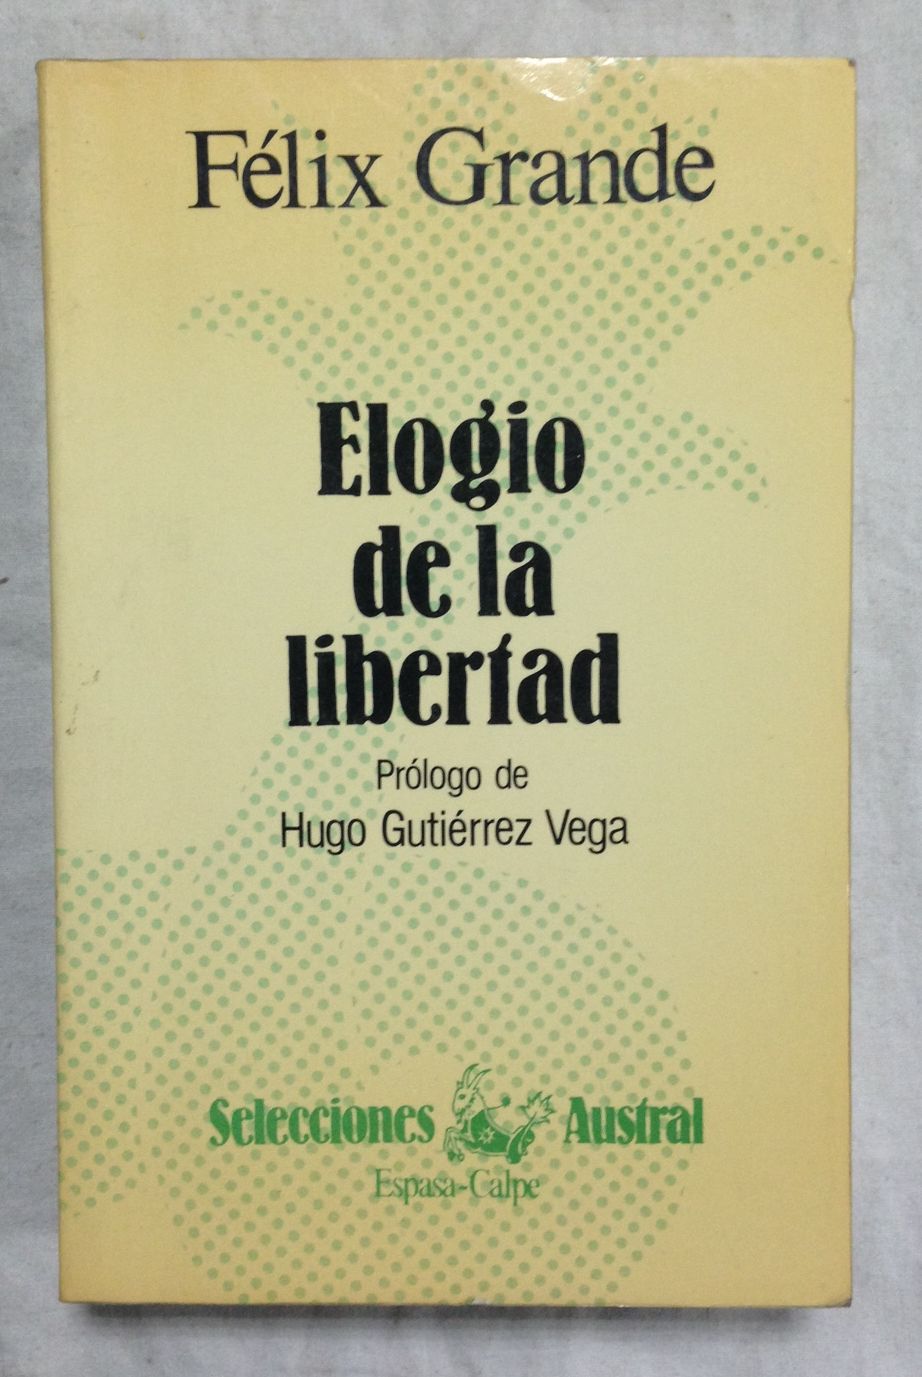 Félix Grande
Elogio
de la
libertad
Prólogo de
Hugo Gutiérrez Vega
Selecciones Austral
Espasa-Calpe